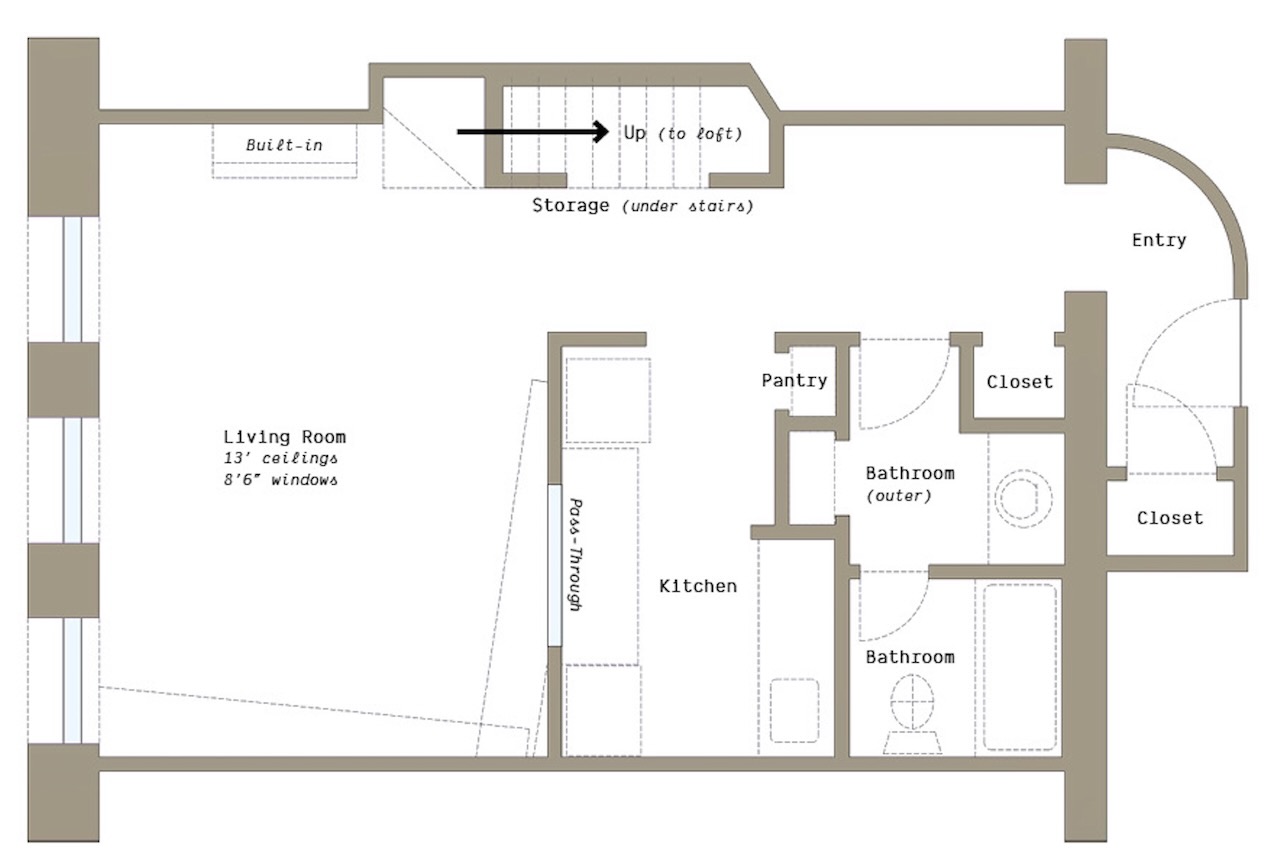 Built-in
Up (to loft)
Storage (under stairs)
Entry
Pantry
Closet
Living Room
13' ceilings
8'6" windows
Bathroom
(outer)
Pass-Through
Closet
Kitchen
Bathroom